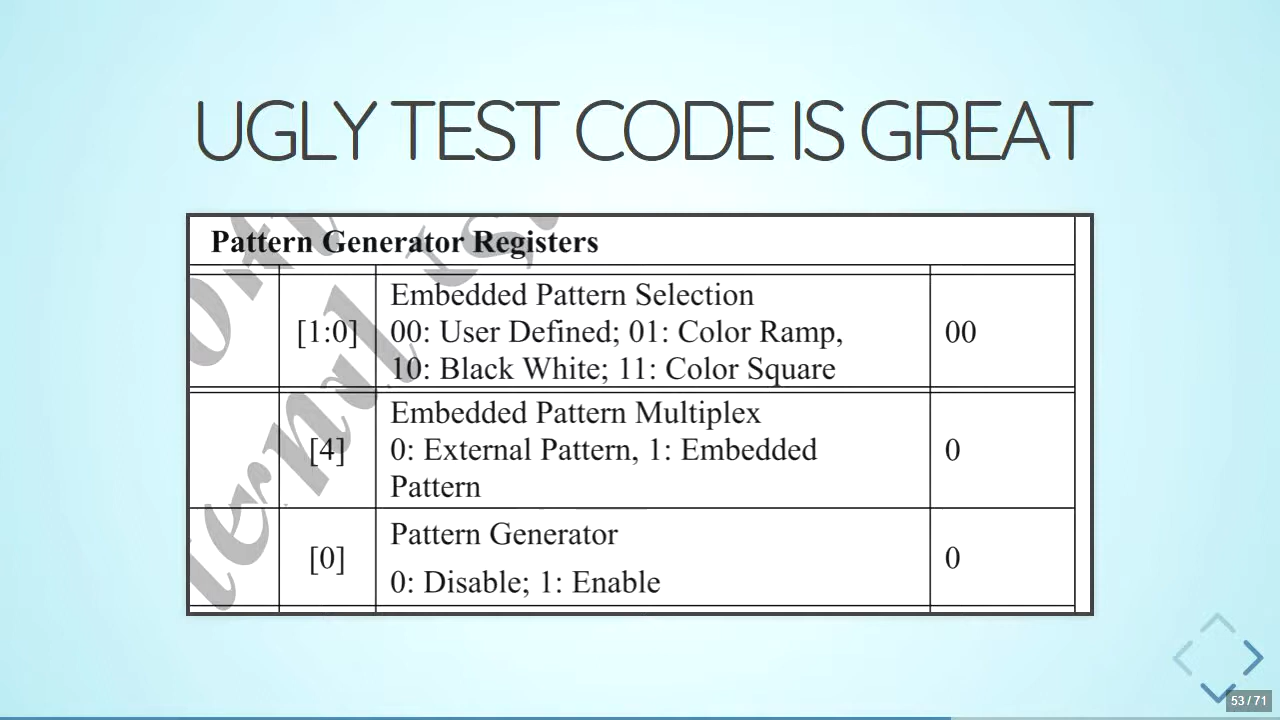 UGLY TEST CODE IS GREAT
Pattern Generator Registers
[1:0]
Embedded Pattern Selection
00: User Defined; 01: Color Ramp,
10: Black White; 11: Color Square
00
[4]
Embedded Pattern Multiplex
0: External Pattern, 1: Embedded
Pattern
0
[0]
Pattern Generator
0: Disable; 1: Enable
0
53 / 71